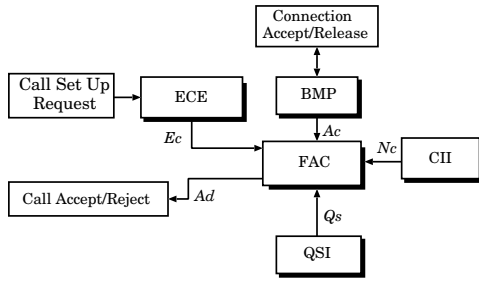 Connection
Accept/Release
Call Set Up
Request
ECE
BMP
Ec
Ac
Nc
FAC
CII
Call Accept/Reject
Ad
Qs
QSI